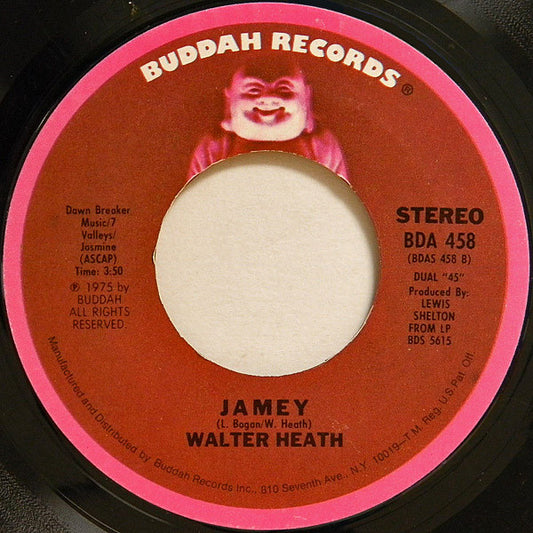 BUDDAH RECORDS®
Dawn Breaker
Music/7
Valleys/
Jasmine
(ASCAP)
Time: 3:50
℗ 1975 by
BUDDAH
ALL RIGHTS
RESERVED.
STEREO
BDA 458
(BDAS 458 B)
DUAL "45"
Produced By:
LEWIS
SHELTON
FROM LP
BDS 5615
JAMEY
(L. Bogan/W. Heath)
WALTER HEATH
Manufactured and Distributed by Buddah Records Inc., 810 Seventh Ave., N.Y. 10019—T.M. Reg. U.S. Pat. Off